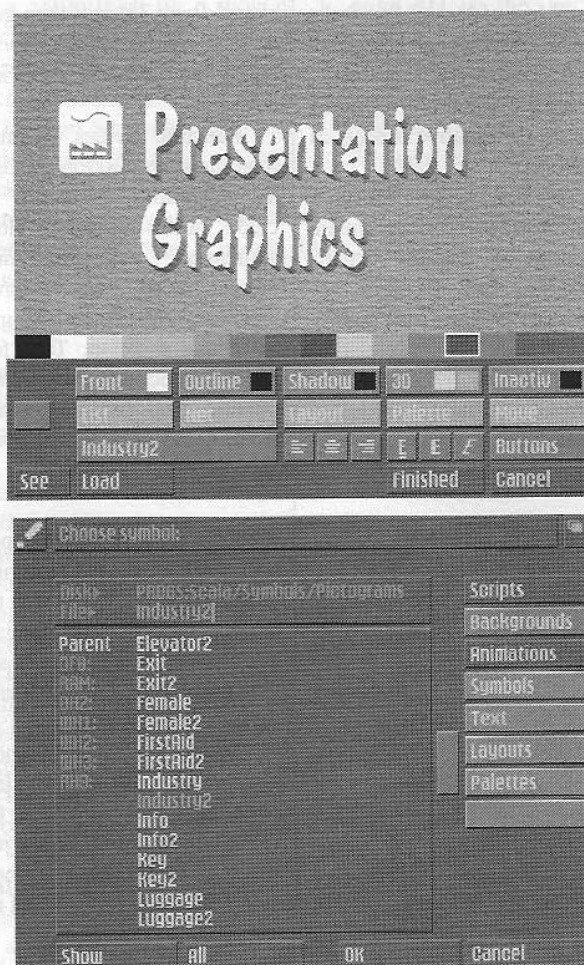 Presentation
Graphics
Front Outline Shadow 3D Inactiv
List Layout Palette Move
Industry2 E E E Buttons
See Load Finished Cancel
Choose symbol:
Disk▸ PROGS:Scala/Symbols/Pictograms
File▸ Industry2
Scripts
Backgrounds
Animations
Symbols
Text
Layouts
Palettes
Parent Elevator2
DF0: Exit
RAM: Exit2
Female
Female2
FirstAid
FirstAid2
Industry
Industry2
Info
Info2
Key
Key2
Luggage
Luggage2
Show All OK Cancel